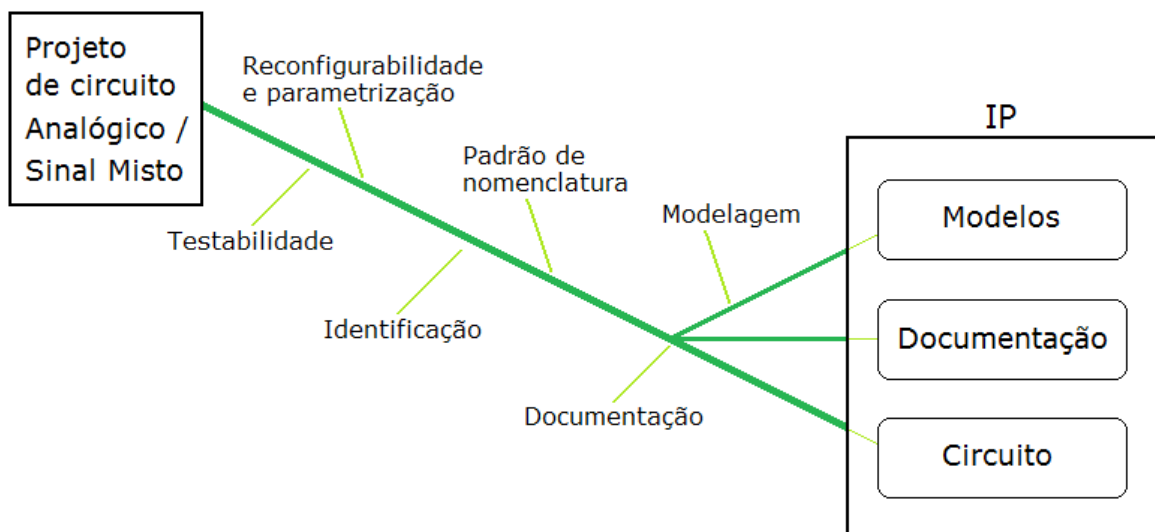 Projeto
de circuito
Analógico /
Sinal Misto
Reconfigurabilidade
e parametrização
Testabilidade
Padrão de
nomenclatura
Identificação
Modelagem
Documentação
IP
Modelos
Documentação
Circuito